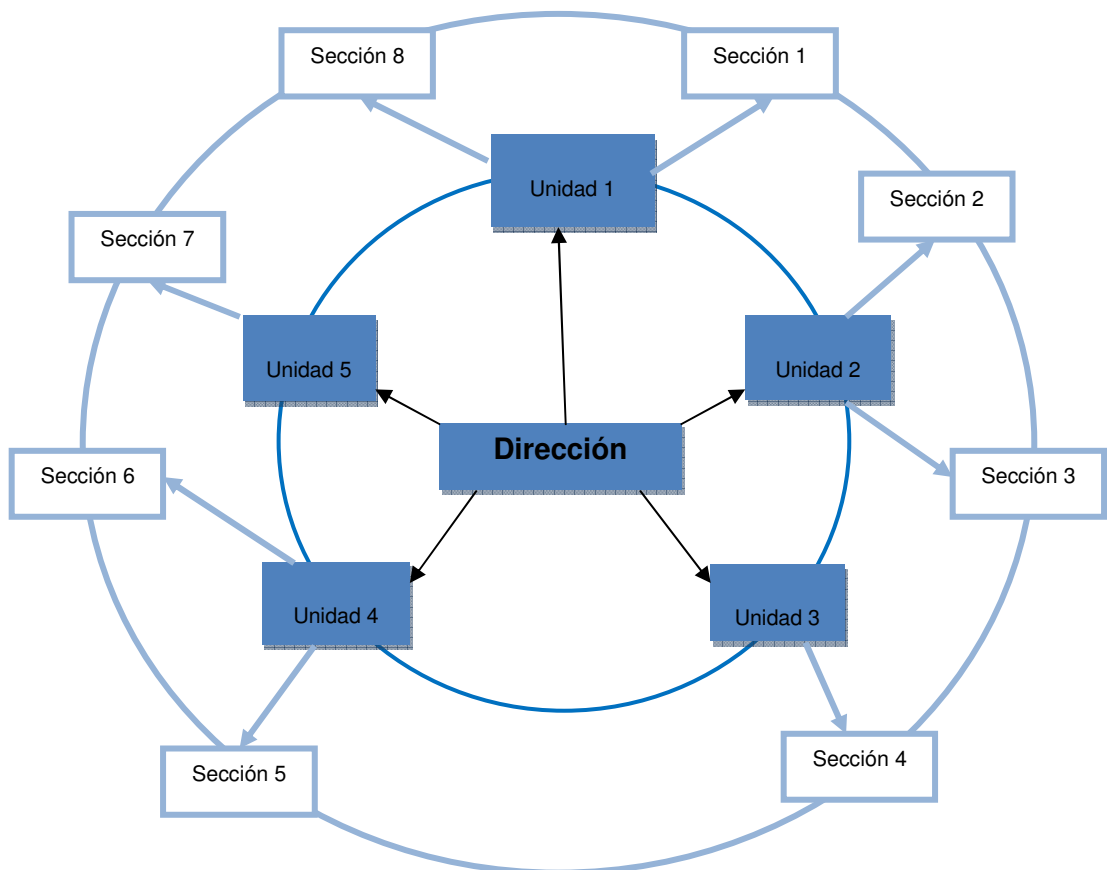 Sección 8
Sección 1
Unidad 1
Sección 2
Sección 7
Unidad 5
Unidad 2
Dirección
Sección 6
Sección 3
Unidad 4
Unidad 3
Sección 5
Sección 4